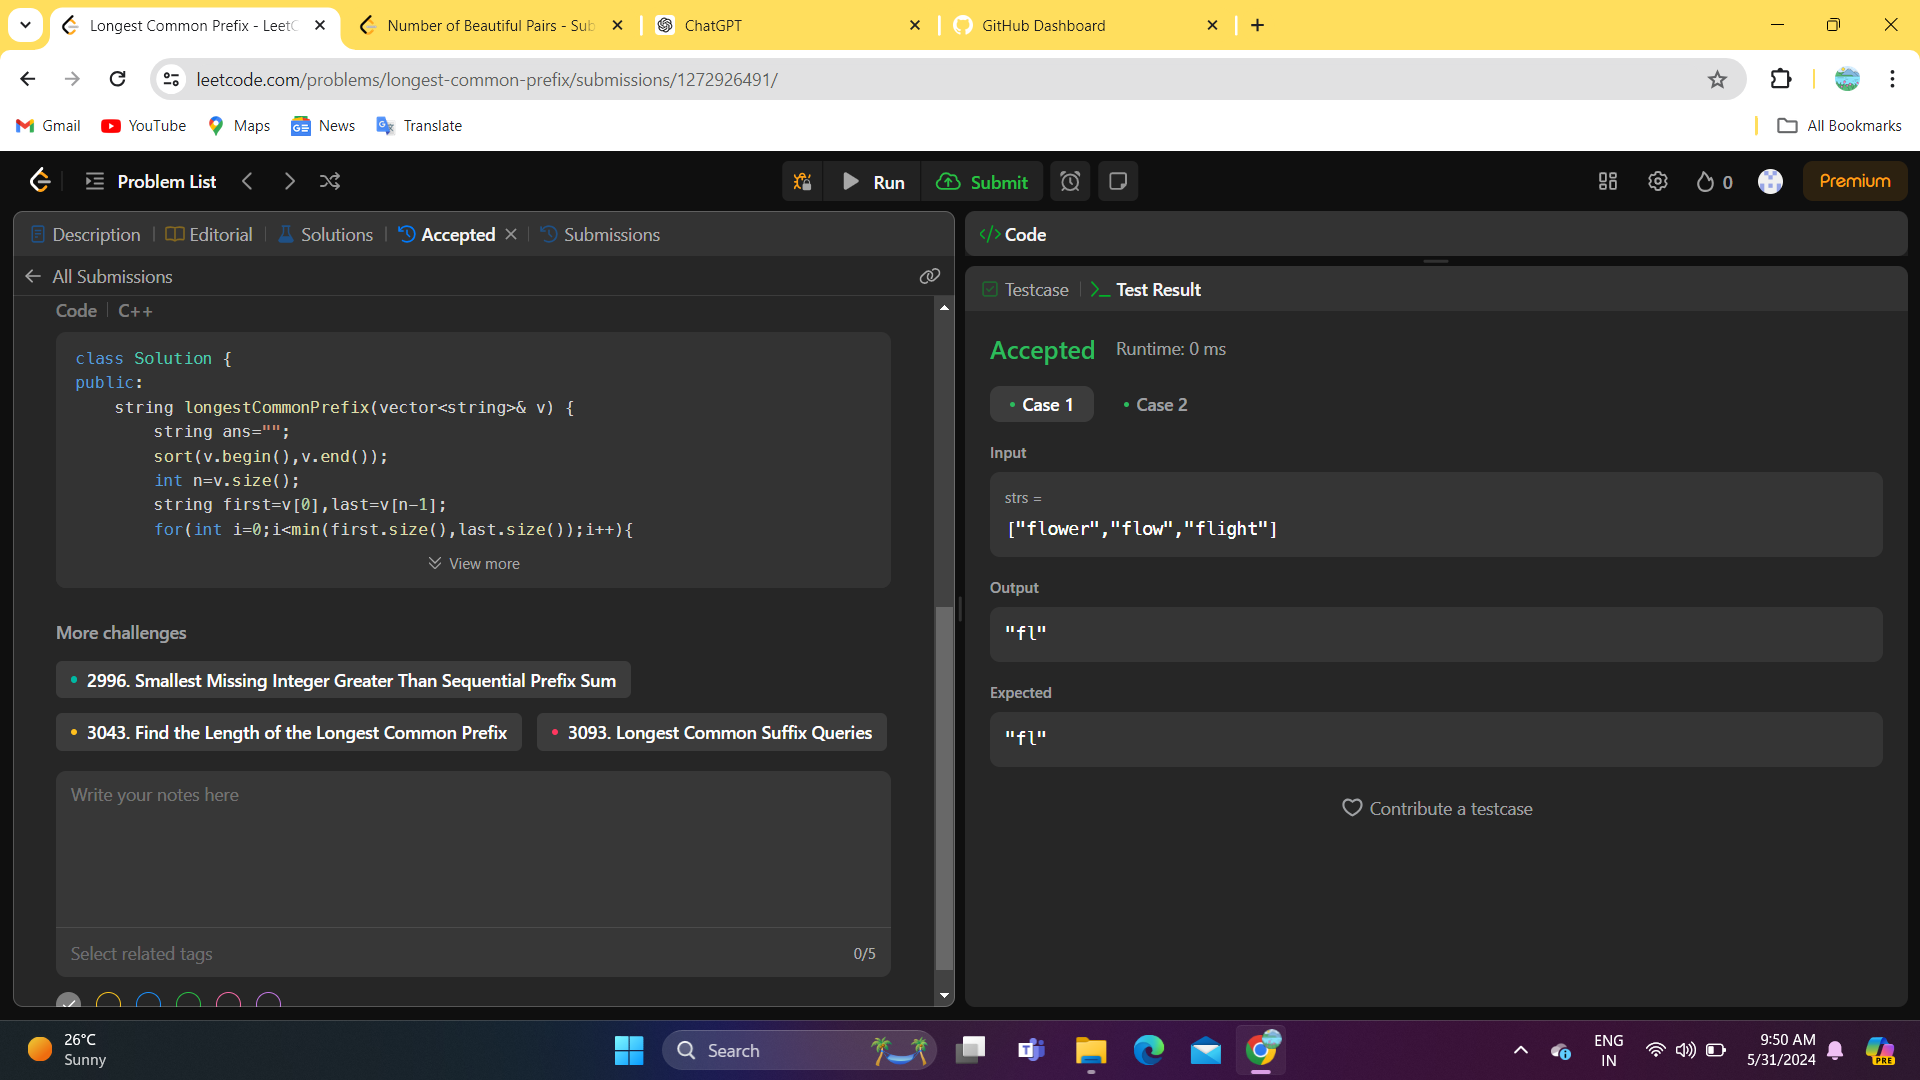 Longest Common Prefix - LeetC
Number of Beautiful Pairs - Sub
ChatGPT
GitHub Dashboard
leetcode.com/problems/longest-common-prefix/submissions/1272926491/
Gmail
YouTube
Maps
News
Translate
All Bookmarks
Problem List
Run
Submit
0
Premium
Description
Editorial
Solutions
Accepted
Submissions
All Submissions
Code
C++
class Solution {
public:
    string longestCommonPrefix(vector<string>& v) {
        string ans="";
        sort(v.begin(),v.end());
        int n=v.size();
        string first=v[0],last=v[n-1];
        for(int i=0;i<min(first.size(),last.size());i++){
View more
More challenges
2996. Smallest Missing Integer Greater Than Sequential Prefix Sum
3043. Find the Length of the Longest Common Prefix
3093. Longest Common Suffix Queries
Write your notes here
Select related tags
0/5
</> Code
Testcase
Test Result
Accepted
Runtime: 0 ms
Case 1
Case 2
Input
strs =
["flower","flow","flight"]
Output
"fl"
Expected
"fl"
Contribute a testcase
26°C
Sunny
Search
ENG
IN
9:50 AM
5/31/2024
PRE